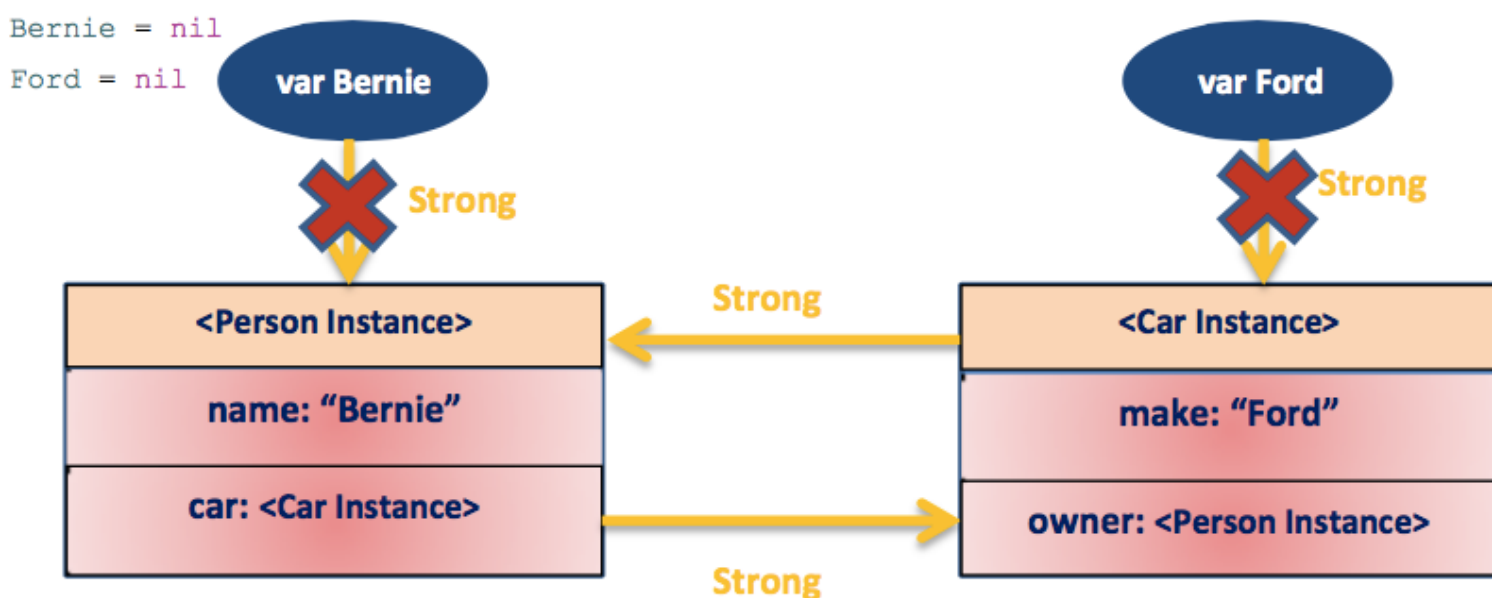 Bernie = nil
Ford = nil
var Bernie
var Ford
Strong
Strong
<Person Instance>
Strong
<Car Instance>
name: “Bernie”
make: “Ford”
car: <Car Instance>
owner: <Person Instance>
Strong